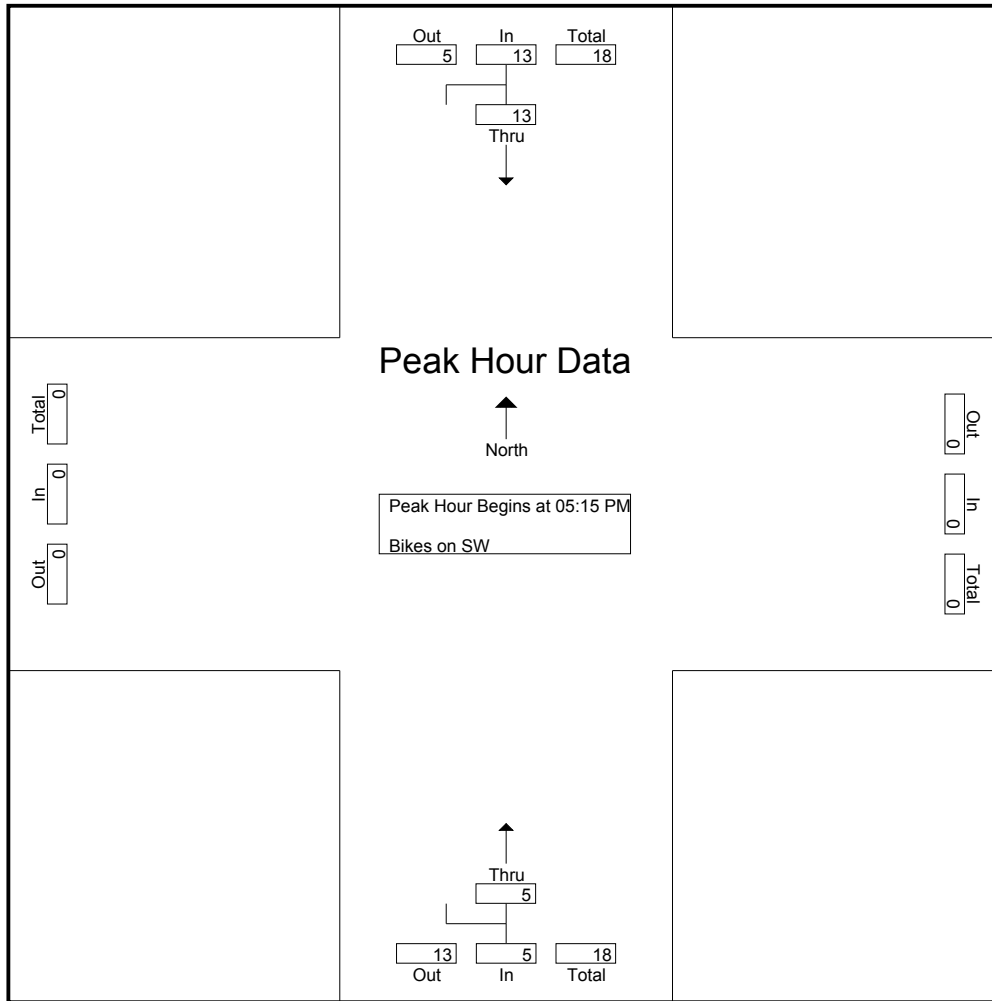 Out In Total
5 13 18
13
Thru
Peak Hour Data
North
Peak Hour Begins at 05:15 PM
Bikes on SW
Total 0
In 0
Out 0
Out 0
In 0
Total 0
Thru
5
13 5 18
Out In Total